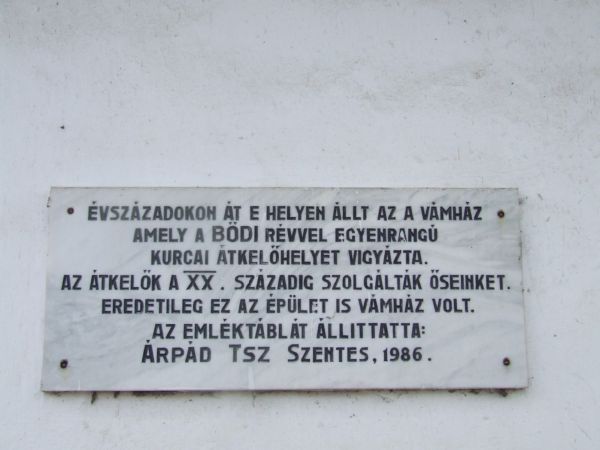 ÉVSZÁZADOKON ÁT E HELYEN ÁLLT AZ A VÁMHÁZ
AMELY A BÖDI RÉVVEL EGYENRANGÚ
KURCAI ÁTKELŐHELYET VIGYÁZTA.
AZ ÁTKELŐK A XX. SZÁZADIG SZOLGÁLTÁK ŐSEINKET.
EREDETILEG EZ AZ ÉPÜLET IS VÁMHÁZ VOLT.
AZ EMLÉKTÁBLÁT ÁLLITTATTA:
ÁRPÁD TSZ SZENTES, 1986.